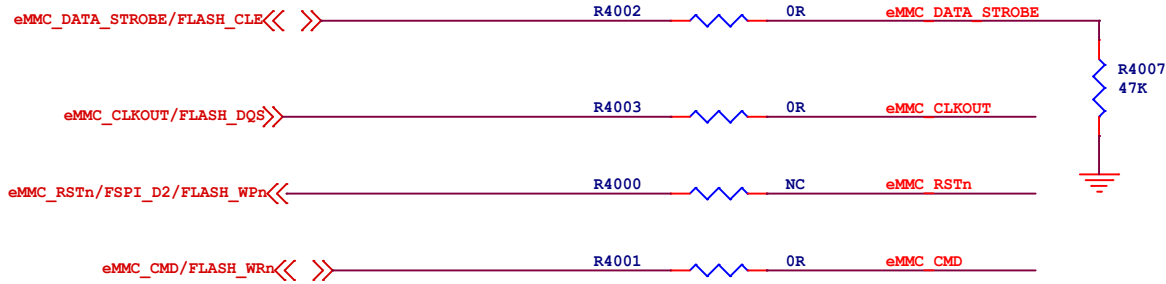 eMMC_DATA_STROBE/FLASH_CLE R4002 0R eMMC_DATA_STROBE
R4007
47K
eMMC_CLKOUT/FLASH_DQS R4003 0R eMMC_CLKOUT
eMMC_RSTn/FSPI_D2/FLASH_WPn R4000 NC eMMC_RSTn
eMMC_CMD/FLASH_WRn R4001 0R eMMC_CMD